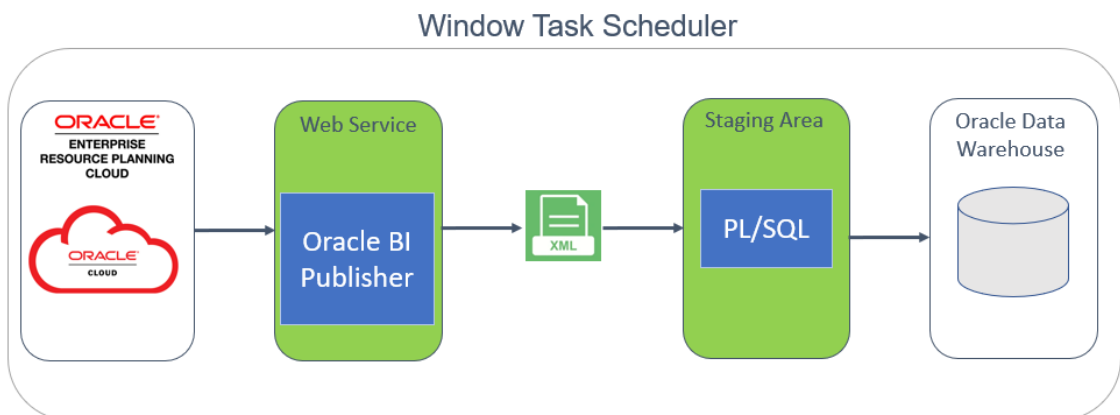 Window Task Scheduler
ORACLE®
ENTERPRISE
RESOURCE PLANNING
CLOUD
ORACLE®
CLOUD
Web Service
Oracle BI
Publisher
XML
Staging Area
PL/SQL
Oracle Data
Warehouse